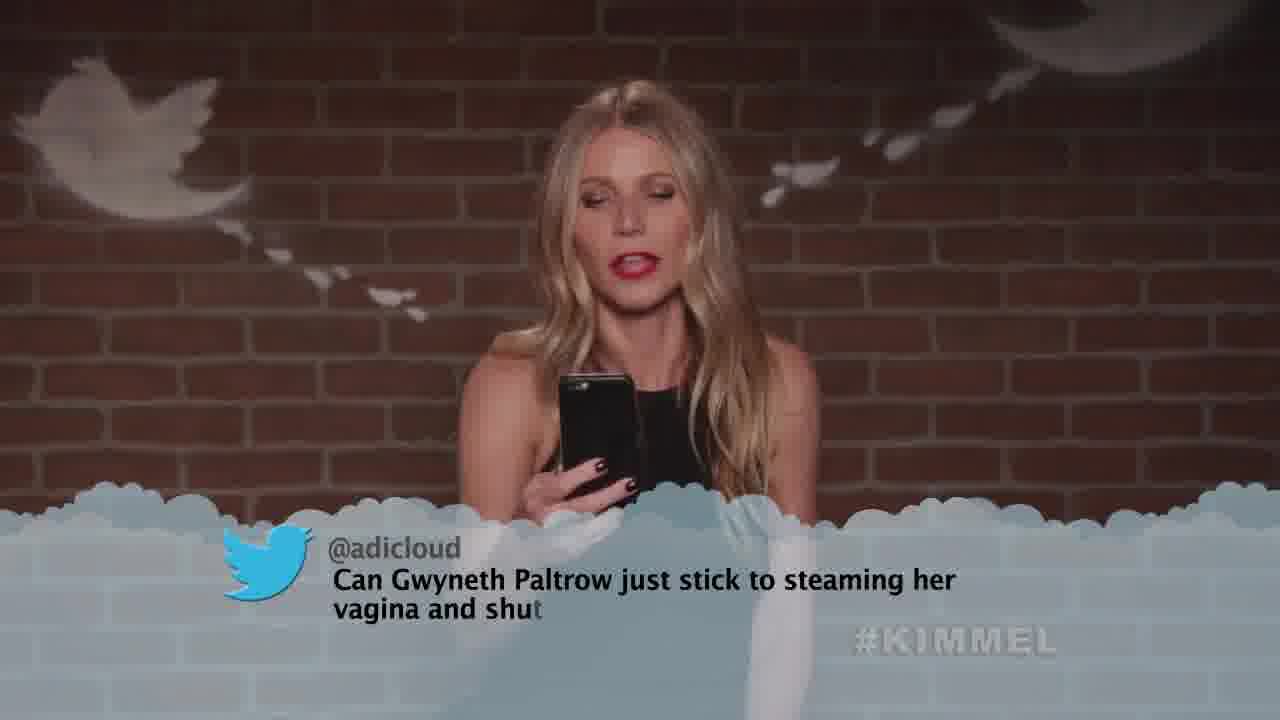 @adicloud
Can Gwyneth Paltrow just stick to steaming her
vagina and shut
#KIMMEL